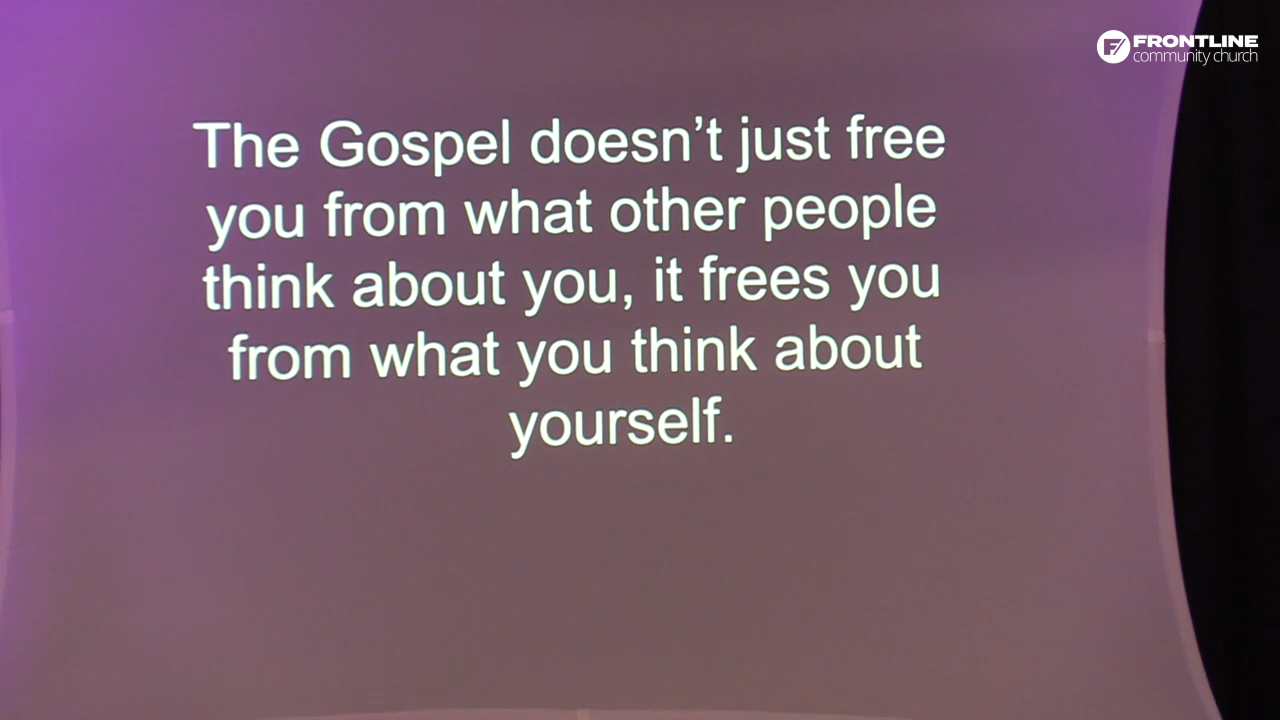 FRONTLINE
community church
The Gospel doesn’t just free
you from what other people
think about you, it frees you
from what you think about
yourself.